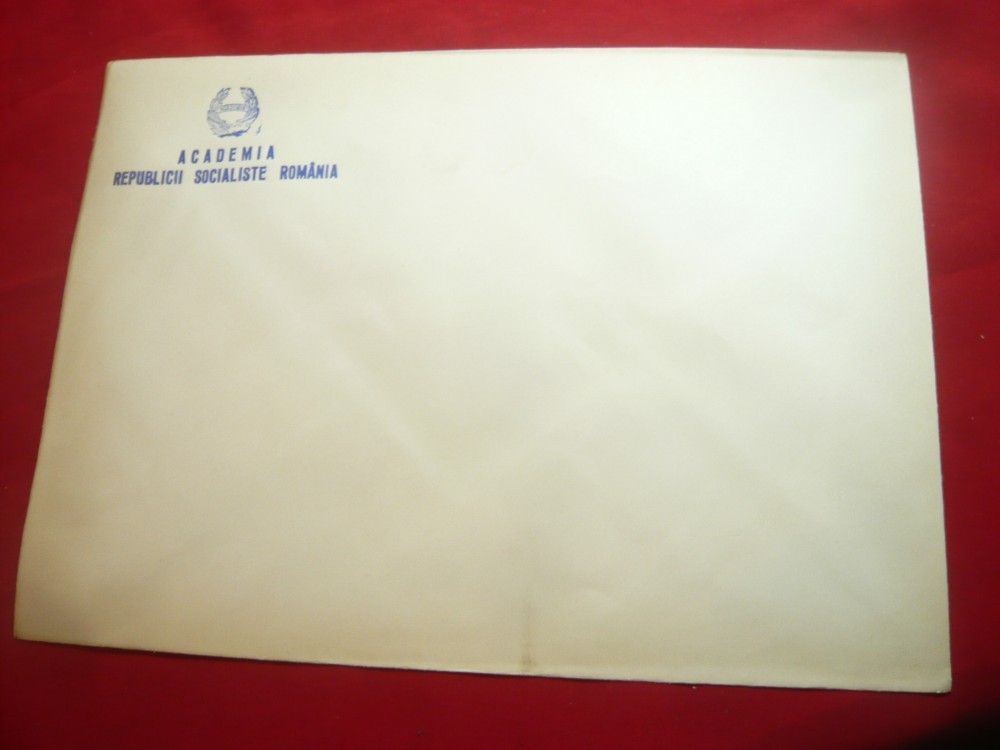 ACADEMIA
REPUBLICII SOCIALISTE ROMÂNIA